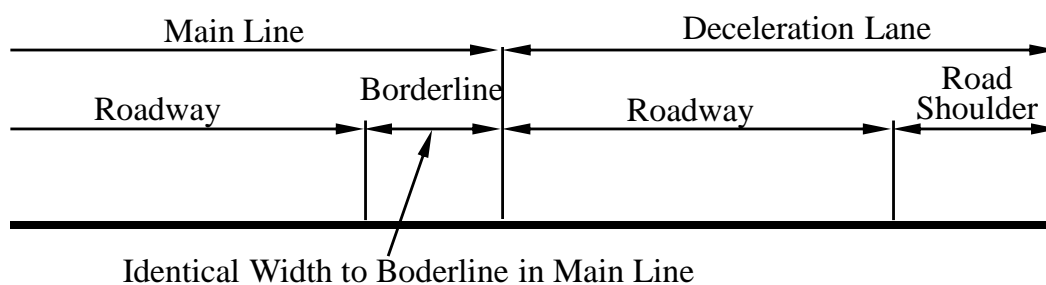 Main Line
Deceleration Lane
Roadway
Borderline
Roadway
Road
Shoulder
Identical Width to Boderline in Main Line